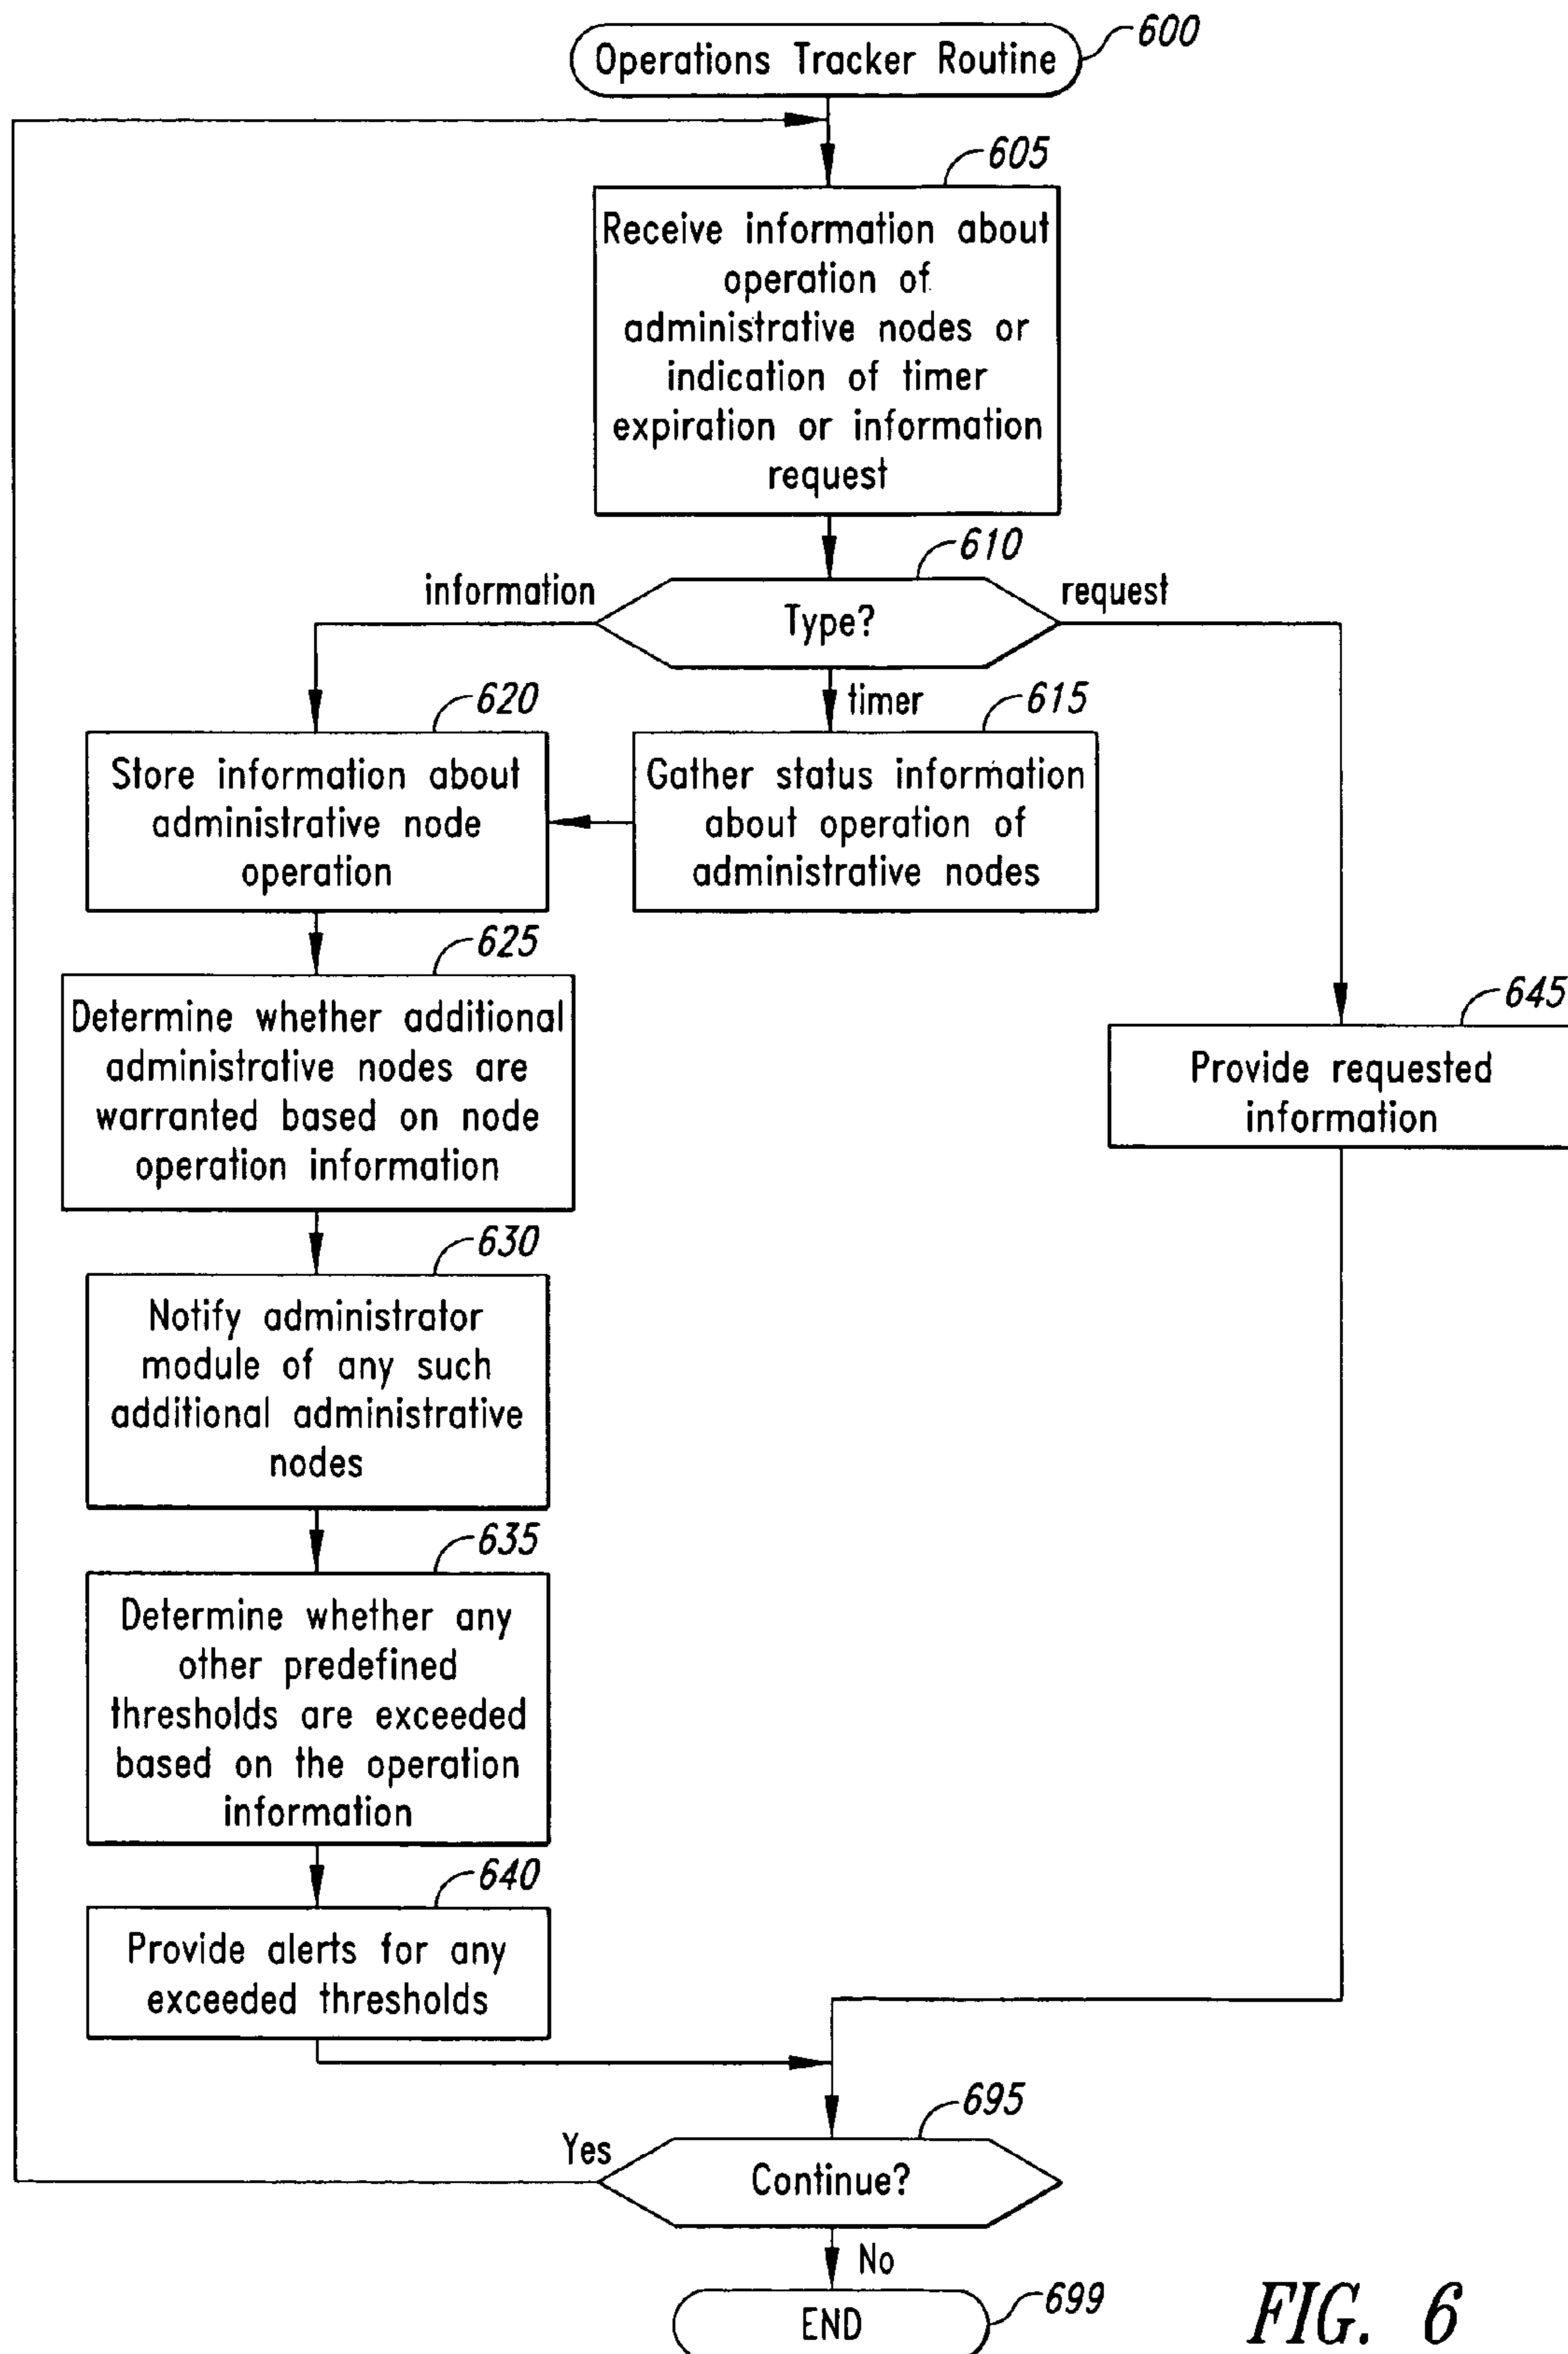 Operations Tracker Routine
600
605
Receive information about
operation of
administrative nodes or
indication of timer
expiration or information
request
610
information
request
Type?
timer
620
615
Store information about
administrative node
operation
Gather status information
about operation of
administrative nodes
625
Determine whether additional
administrative nodes are
warranted based on node
operation information
645
Provide requested
information
630
Notify administrator
module of any such
additional administrative
nodes
635
Determine whether any
other predefined
thresholds are exceeded
based on the operation
information
640
Provide alerts for any
exceeded thresholds
695
Yes
Continue?
No
END
699
FIG. 6